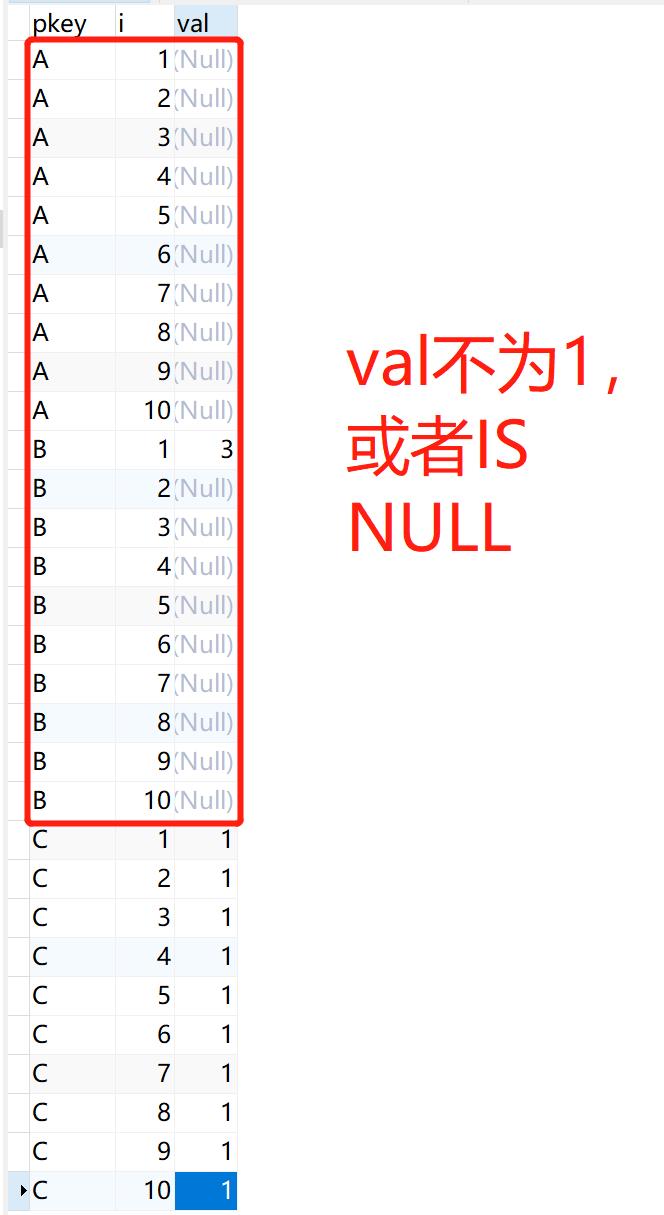 pkey i val
A 1 (Null)
A 2 (Null)
A 3 (Null)
A 4 (Null)
A 5 (Null)
A 6 (Null)
A 7 (Null)
A 8 (Null)
A 9 (Null)
A 10 (Null)
B 1 3
B 2 (Null)
B 3 (Null)
B 4 (Null)
B 5 (Null)
B 6 (Null)
B 7 (Null)
B 8 (Null)
B 9 (Null)
B 10 (Null)
C 1 1
C 2 1
C 3 1
C 4 1
C 5 1
C 6 1
C 7 1
C 8 1
C 9 1
C 10 1
val不为1，
或者IS
NULL